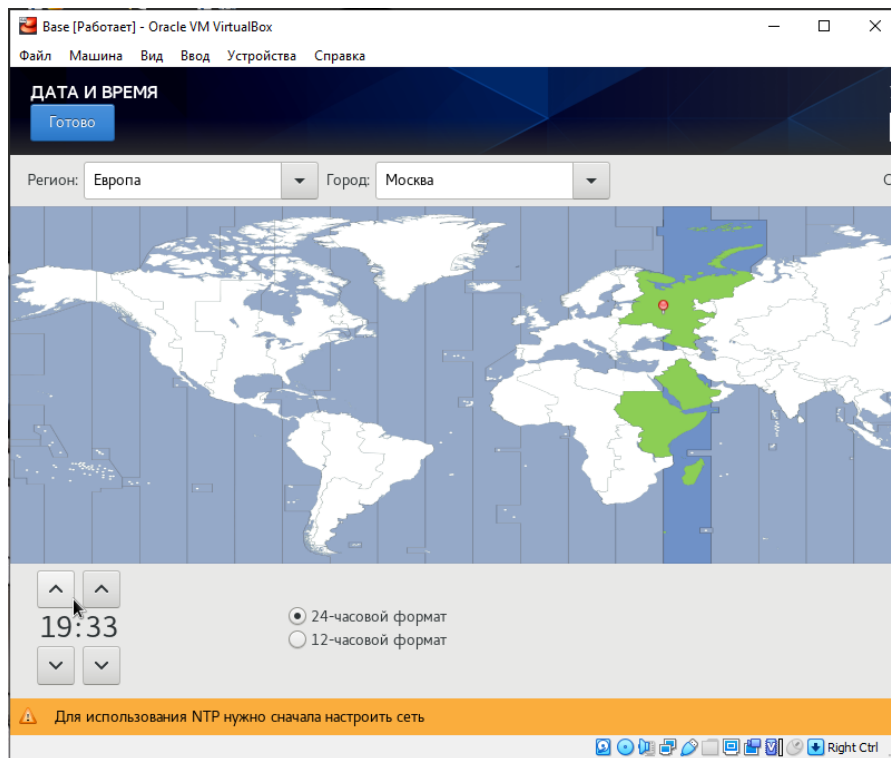 Base [Работает] - Oracle VM VirtualBox
Файл Машина Вид Ввод Устройства Справка
ДАТА И ВРЕМЯ
Готово
Регион: Европа Город: Москва
19:33
24-часовой формат
12-часовой формат
Для использования NTP нужно сначала настроить сеть
Right Ctrl